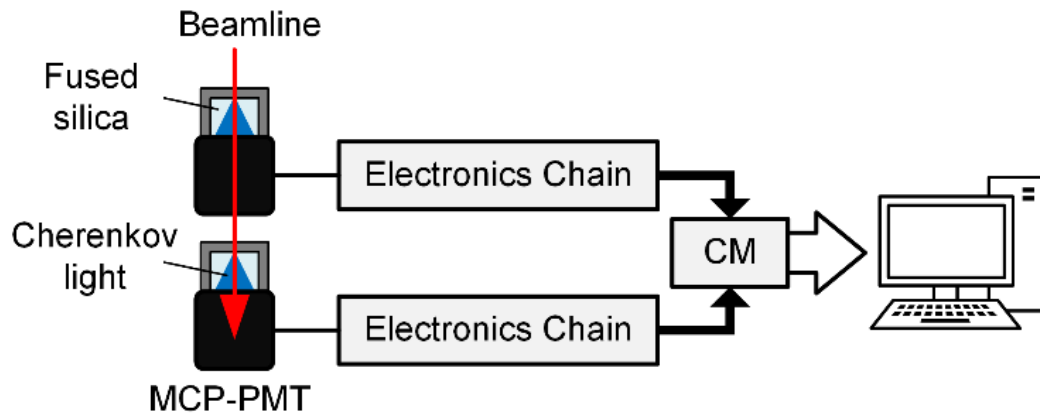 Beamline
Fused
silica
Electronics Chain
Cherenkov
light
CM
Electronics Chain
MCP-PMT